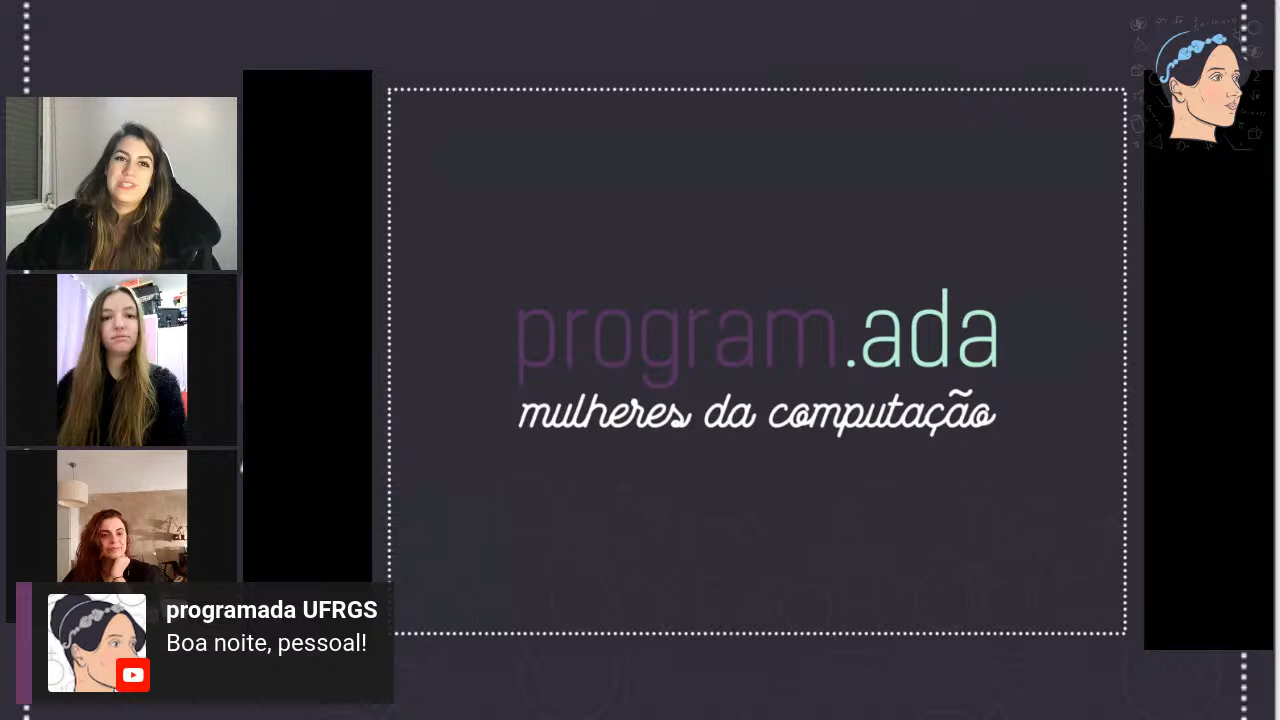 program.ada
mulheres da computação
programada UFRGS
Boa noite, pessoal!